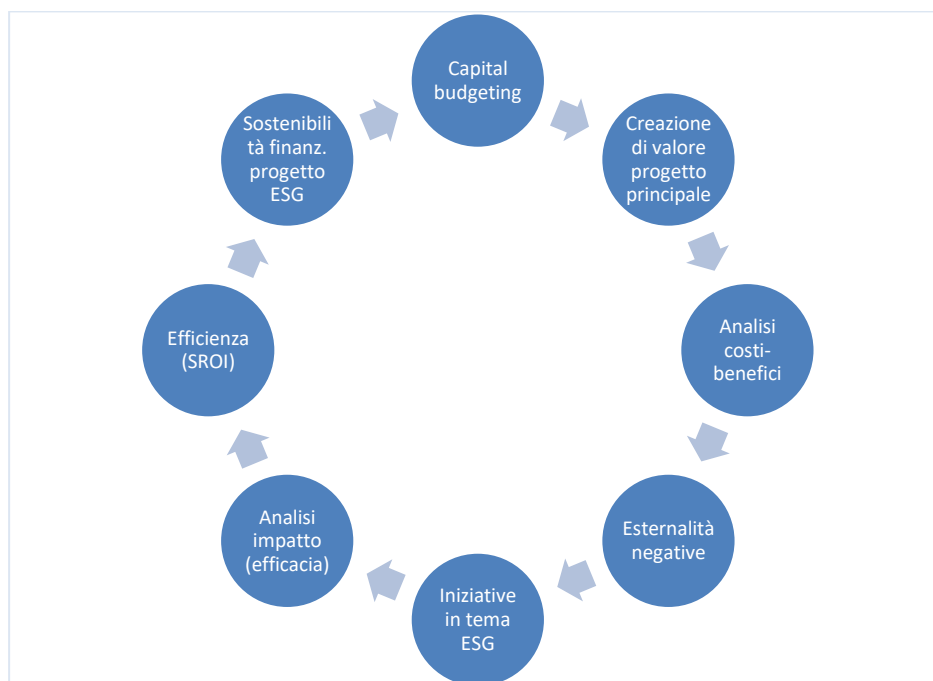 Capital
budgeting
Creazione
di valore
progetto
principale
Analisi
costi-
benefici
Esternalità
negative
Iniziative
in tema
ESG
Analisi
impatto
(efficacia)
Efficienza
(SROI)
Sostenibili
tà finanz.
progetto
ESG